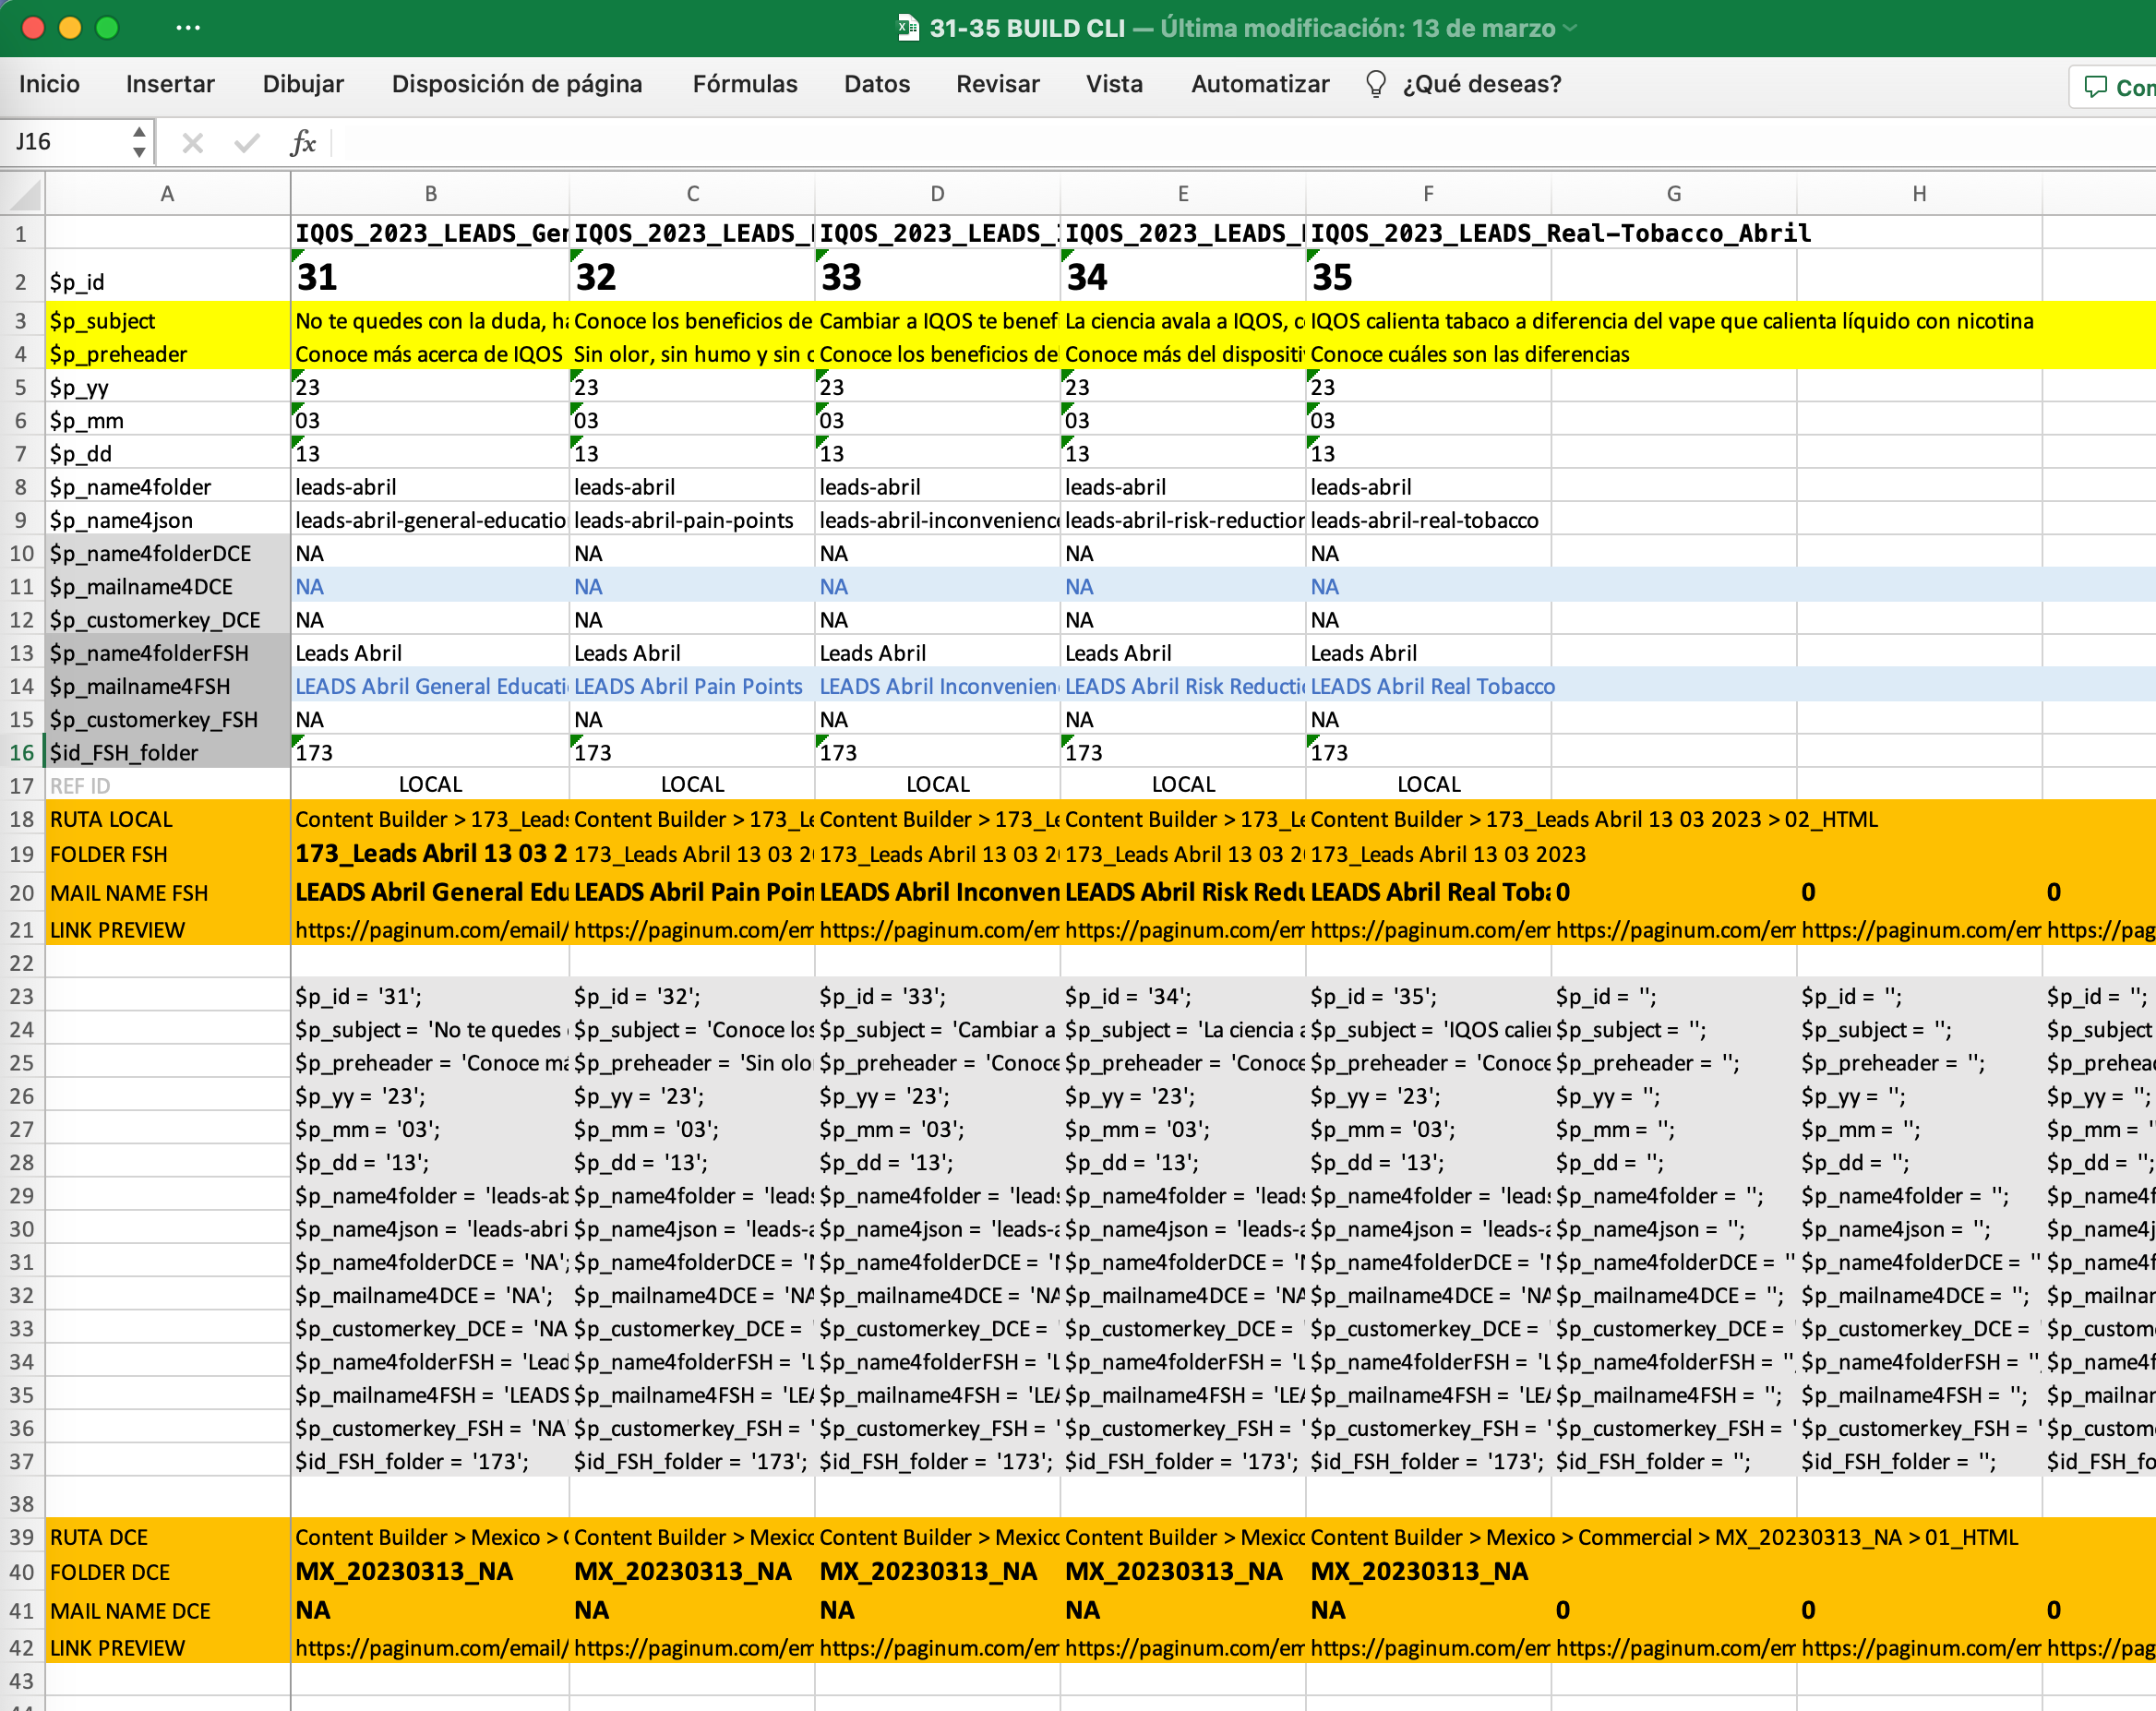 31-35 BUILD CLI — Última modificación: 13 de marzo
Inicio Insertar Dibujar Disposición de página Fórmulas Datos Revisar Vista Automatizar ¿Qué deseas?
J16 fx
A B C D E F G H
1 IQOS_2023_LEADS_ IQOS_2023_LEADS_ IQOS_2023_LEADS_ IQOS_2023_LEADS_ IQOS_2023_LEADS_Real-Tobacco_Abril
2 $p_id 31 32 33 34 35
3 $p_subject No te quedes con la duda, Conoce los beneficios de Cambiar a IQOS te La ciencia avala a IQOS, IQOS calienta tabaco a diferencia del vape que calienta líquido con nicotina
4 $p_preheader Conoce más acerca de IQOS Sin olor, sin humo y sin Conoce los beneficios Conoce más del Conoce cuáles son las diferencias
5 $p_yy 23 23 23 23 23
6 $p_mm 03 03 03 03 03
7 $p_dd 13 13 13 13 13
8 $p_name4folder leads-abril leads-abril leads-abril leads-abril leads-abril
9 $p_name4json leads-abril-general-educatio leads-abril-pain-points leads-abril-inconvenienc leads-abril-risk-reduction leads-abril-real-tobacco
10 $p_name4folderDCE NA NA NA NA NA
11 $p_mailname4DCE NA NA NA NA NA
12 $p_customerkey_DCE NA NA NA NA NA
13 $p_name4folderFSH Leads Abril Leads Abril Leads Abril Leads Abril Leads Abril
14 $p_mailname4FSH LEADS Abril General Educati LEADS Abril Pain Points LEADS Abril Inconvenien LEADS Abril Risk Reducti LEADS Abril Real Tobacco
15 $p_customerkey_FSH NA NA NA NA NA
16 $id_FSH_folder 173 173 173 173 173
17 REF ID LOCAL LOCAL LOCAL LOCAL LOCAL
18 RUTA LOCAL Content Builder > 173_Leads Content Builder > 173_Le Content Builder > 173_Le Content Builder > 173_Le Content Builder > 173_Leads Abril 13 03 2023 > 02_HTML
19 FOLDER FSH 173_Leads Abril 13 03 2 173_Leads Abril 13 03 2 173_Leads Abril 13 03 2 173_Leads Abril 13 03 2 173_Leads Abril 13 03 2023
20 MAIL NAME FSH LEADS Abril General Edu LEADS Abril Pain Poin LEADS Abril Inconven LEADS Abril Risk Redu LEADS Abril Real Toba 0 0 0
21 LINK PREVIEW https://paginum.com/email/ https://paginum.com/em https://paginum.com/em https://paginum.com/em https://paginum.com/em https://paginum.com/em https://paginum.com/em https://pag
22
23 $p_id = '31'; $p_id = '32'; $p_id = '33'; $p_id = '34'; $p_id = '35'; $p_id = ''; $p_id = ''; $p_id = '';
24 $p_subject = 'No te quedes $p_subject = 'Conoce los $p_subject = 'Cambiar a $p_subject = 'La ciencia $p_subject = 'IQOS calien $p_subject = ''; $p_subject = ''; $p_subject
25 $p_preheader = 'Conoce má $p_preheader = 'Sin olo $p_preheader = 'Conoce $p_preheader = 'Conoce $p_preheader = 'Conoce $p_preheader = ''; $p_preheader = ''; $p_prehea
26 $p_yy = '23'; $p_yy = '23'; $p_yy = '23'; $p_yy = '23'; $p_yy = '23'; $p_yy = ''; $p_yy = ''; $p_yy = '';
27 $p_mm = '03'; $p_mm = '03'; $p_mm = '03'; $p_mm = '03'; $p_mm = '03'; $p_mm = ''; $p_mm = ''; $p_mm = '
28 $p_dd = '13'; $p_dd = '13'; $p_dd = '13'; $p_dd = '13'; $p_dd = '13'; $p_dd = ''; $p_dd = ''; $p_dd = '';
29 $p_name4folder = 'leads-ab $p_name4folder = 'leads $p_name4folder = 'leads $p_name4folder = 'leads $p_name4folder = 'leads $p_name4folder = ''; $p_name4folder = ''; $p_name4f
30 $p_name4json = 'leads-abri $p_name4json = 'leads-a $p_name4json = 'leads-a $p_name4json = 'leads-a $p_name4json = 'leads-a $p_name4json = ''; $p_name4json = ''; $p_name4j
31 $p_name4folderDCE = 'NA'; $p_name4folderDCE = ' $p_name4folderDCE = ' $p_name4folderDCE = ' $p_name4folderDCE = ' $p_name4folderDCE = '' $p_name4folderDCE = '' $p_name4f
32 $p_mailname4DCE = 'NA'; $p_mailname4DCE = 'NA $p_mailname4DCE = 'NA $p_mailname4DCE = 'NA $p_mailname4DCE = 'NA $p_mailname4DCE = ''; $p_mailname4DCE = ''; $p_mailnar
33 $p_customerkey_DCE = 'NA $p_customerkey_DCE = ' $p_customerkey_DCE = ' $p_customerkey_DCE = ' $p_customerkey_DCE = ' $p_customerkey_DCE = ' $p_customerkey_DCE = ' $p_custom
34 $p_name4folderFSH = 'Lead $p_name4folderFSH = 'L $p_name4folderFSH = 'L $p_name4folderFSH = 'L $p_name4folderFSH = 'L $p_name4folderFSH = '' $p_name4folderFSH = '' $p_name4f
35 $p_mailname4FSH = 'LEADS $p_mailname4FSH = 'LEA $p_mailname4FSH = 'LEA $p_mailname4FSH = 'LEA $p_mailname4FSH = 'LEA $p_mailname4FSH = ''; $p_mailname4FSH = ''; $p_mailnar
36 $p_customerkey_FSH = 'NA' $p_customerkey_FSH = ' $p_customerkey_FSH = ' $p_customerkey_FSH = ' $p_customerkey_FSH = ' $p_customerkey_FSH = ' $p_customerkey_FSH = ' $p_custom
37 $id_FSH_folder = '173'; $id_FSH_folder = '173'; $id_FSH_folder = '173'; $id_FSH_folder = '173'; $id_FSH_folder = '173'; $id_FSH_folder = ''; $id_FSH_folder = ''; $id_FSH_fo
38
39 RUTA DCE Content Builder > Mexico > Content Builder > Mexico Content Builder > Mexico Content Builder > Mexico Content Builder > Mexico > Commercial > MX_20230313_NA > 01_HTML
40 FOLDER DCE MX_20230313_NA MX_20230313_NA MX_20230313_NA MX_20230313_NA MX_20230313_NA
41 MAIL NAME DCE NA NA NA NA NA 0 0 0
42 LINK PREVIEW https://paginum.com/email/ https://paginum.com/em https://paginum.com/em https://paginum.com/em https://paginum.com/em https://paginum.com/em https://paginum.com/em https://pag
43